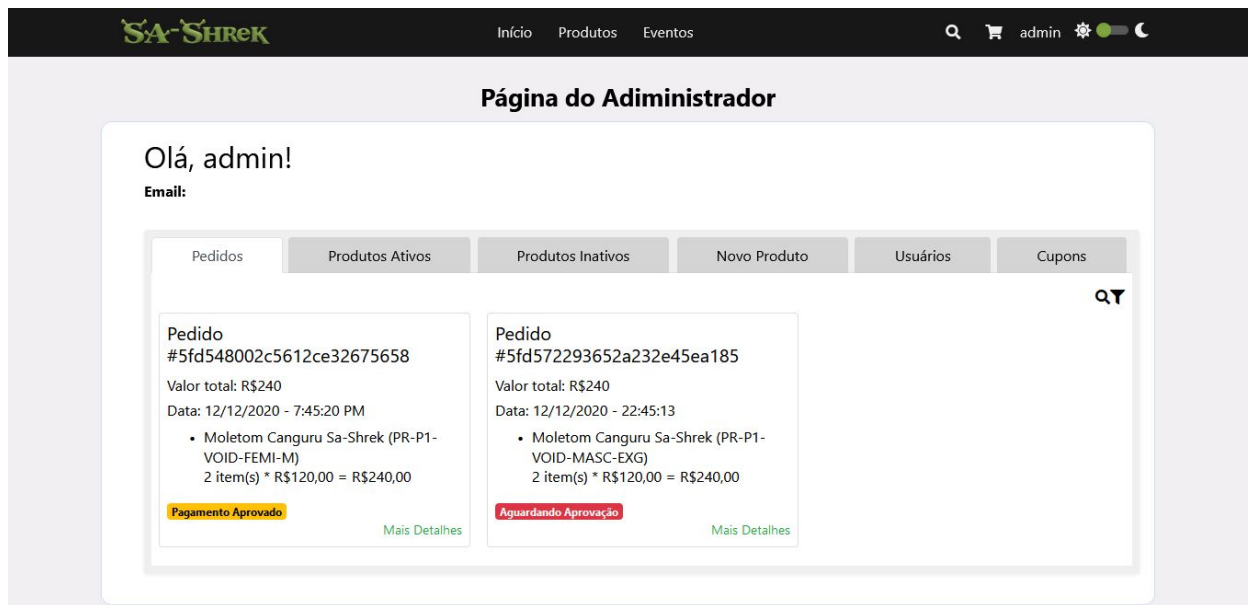 SA-SHREK
Início Produtos Eventos
admin
Página do Adiministrador
Olá, admin!
Email:
Pedidos Produtos Ativos Produtos Inativos Novo Produto Usuários Cupons
Pedido
#5fd548002c5612ce32675658
Valor total: R$240
Data: 12/12/2020 - 7:45:20 PM
• Moletom Canguru Sa-Shrek (PR-P1-
VOID-FEMI-M)
2 item(s) * R$120,00 = R$240,00
Pagamento Aprovado
Mais Detalhes
Pedido
#5fd572293652a232e45ea185
Valor total: R$240
Data: 12/12/2020 - 22:45:13
• Moletom Canguru Sa-Shrek (PR-P1-
VOID-MASC-EXG)
2 item(s) * R$120,00 = R$240,00
Aguardando Aprovação
Mais Detalhes